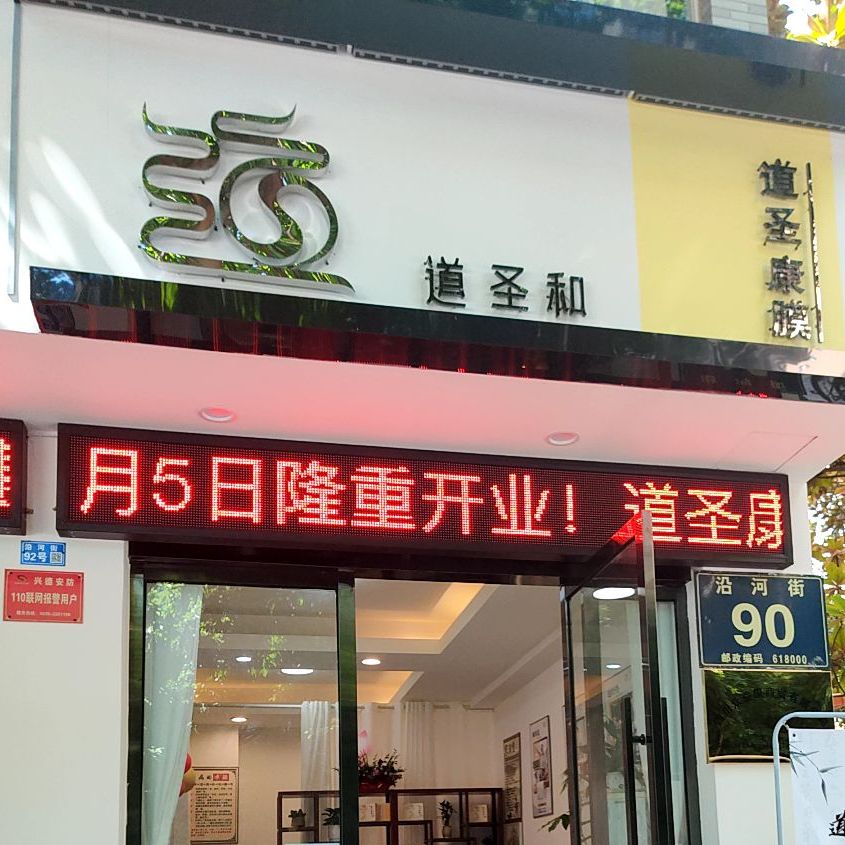 道圣和
道圣康膜
月5日隆重开业！道圣康
沿河街
92号
兴德安防
110联网报警用户
沿河街
90
邮政编码 618000
道